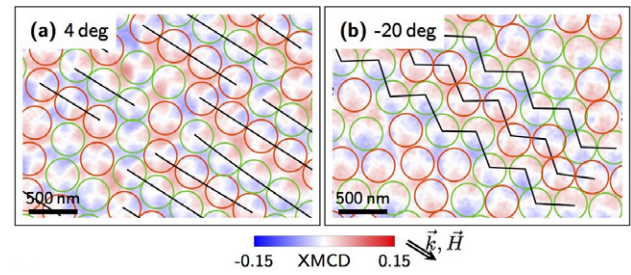 (a) 4 deg
(b) -20 deg
500 nm
500 nm
-0.15 XMCD 0.15
k⃗, H⃗